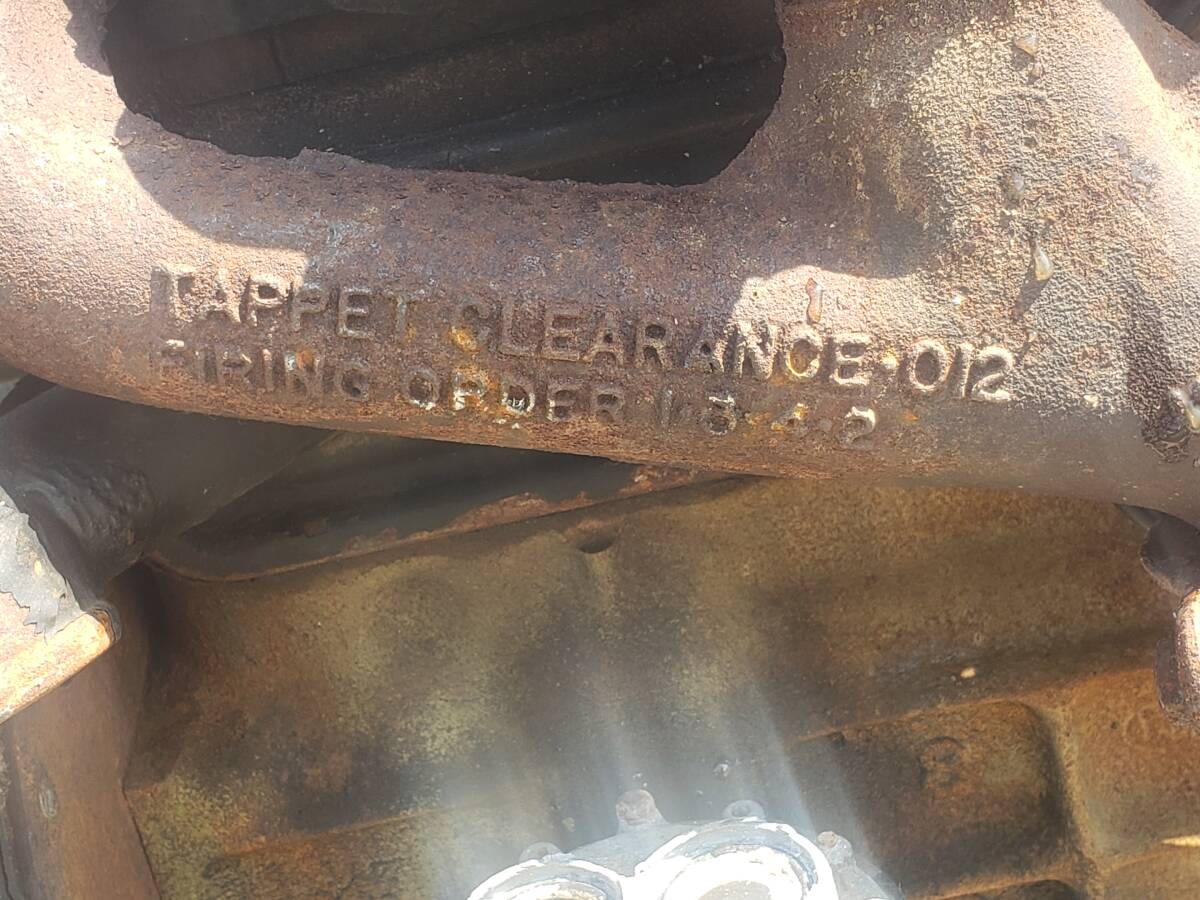 TAPPET CLEARANCE·012
FIRING ORDER 1·3·4·2